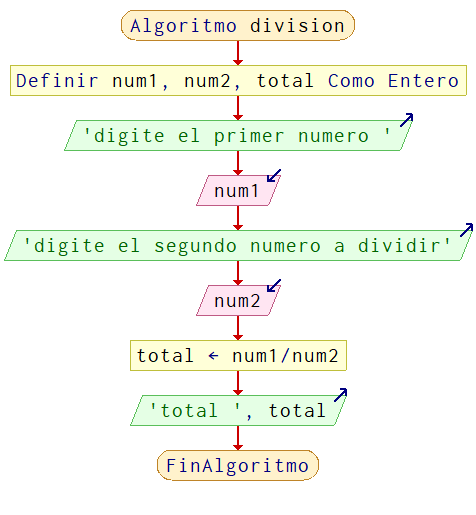 Algoritmo division
Definir num1, num2, total Como Entero
'digite el primer numero '
num1
'digite el segundo numero a dividir'
num2
total ← num1/num2
'total ', total
FinAlgoritmo